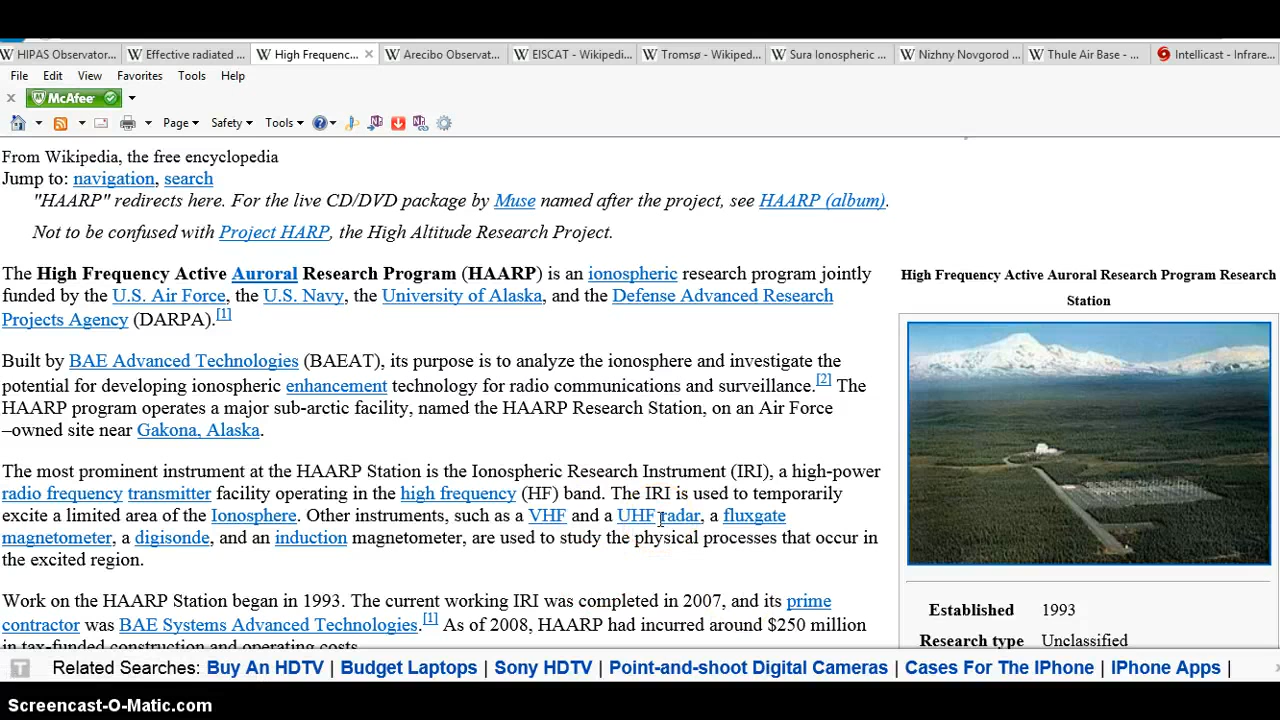 HIPAS Observator...
Effective radiated ...
High Frequenc...
Arecibo Observat...
EISCAT - Wikipedi...
Tromsø - Wikiped...
Sura Ionospheric ...
Nizhny Novgorod ...
Thule Air Base - ...
Intellicast - Infrare...
File Edit View Favorites Tools Help
x McAfee
Page Safety Tools
From Wikipedia, the free encyclopedia
Jump to: navigation, search
"HAARP" redirects here. For the live CD/DVD package by Muse named after the project, see HAARP (album).
Not to be confused with Project HARP, the High Altitude Research Project.
The High Frequency Active Auroral Research Program (HAARP) is an ionospheric research program jointly
funded by the U.S. Air Force, the U.S. Navy, the University of Alaska, and the Defense Advanced Research
Projects Agency (DARPA).[1]
Built by BAE Advanced Technologies (BAEAT), its purpose is to analyze the ionosphere and investigate the
potential for developing ionospheric enhancement technology for radio communications and surveillance.[2] The
HAARP program operates a major sub-arctic facility, named the HAARP Research Station, on an Air Force
–owned site near Gakona, Alaska.
The most prominent instrument at the HAARP Station is the Ionospheric Research Instrument (IRI), a high-power
radio frequency transmitter facility operating in the high frequency (HF) band. The IRI is used to temporarily
excite a limited area of the Ionosphere. Other instruments, such as a VHF and a UHF radar, a fluxgate
magnetometer, a digisonde, and an induction magnetometer, are used to study the physical processes that occur in
the excited region.
Work on the HAARP Station began in 1993. The current working IRI was completed in 2007, and its prime
contractor was BAE Systems Advanced Technologies.[1] As of 2008, HAARP had incurred around $250 million
in tax-funded construction and operating costs.
High Frequency Active Auroral Research Program Research
Station
Established 1993
Research type Unclassified
Related Searches: Buy An HDTV | Budget Laptops | Sony HDTV | Point-and-shoot Digital Cameras | Cases For The IPhone | IPhone Apps |
Screencast-O-Matic.com